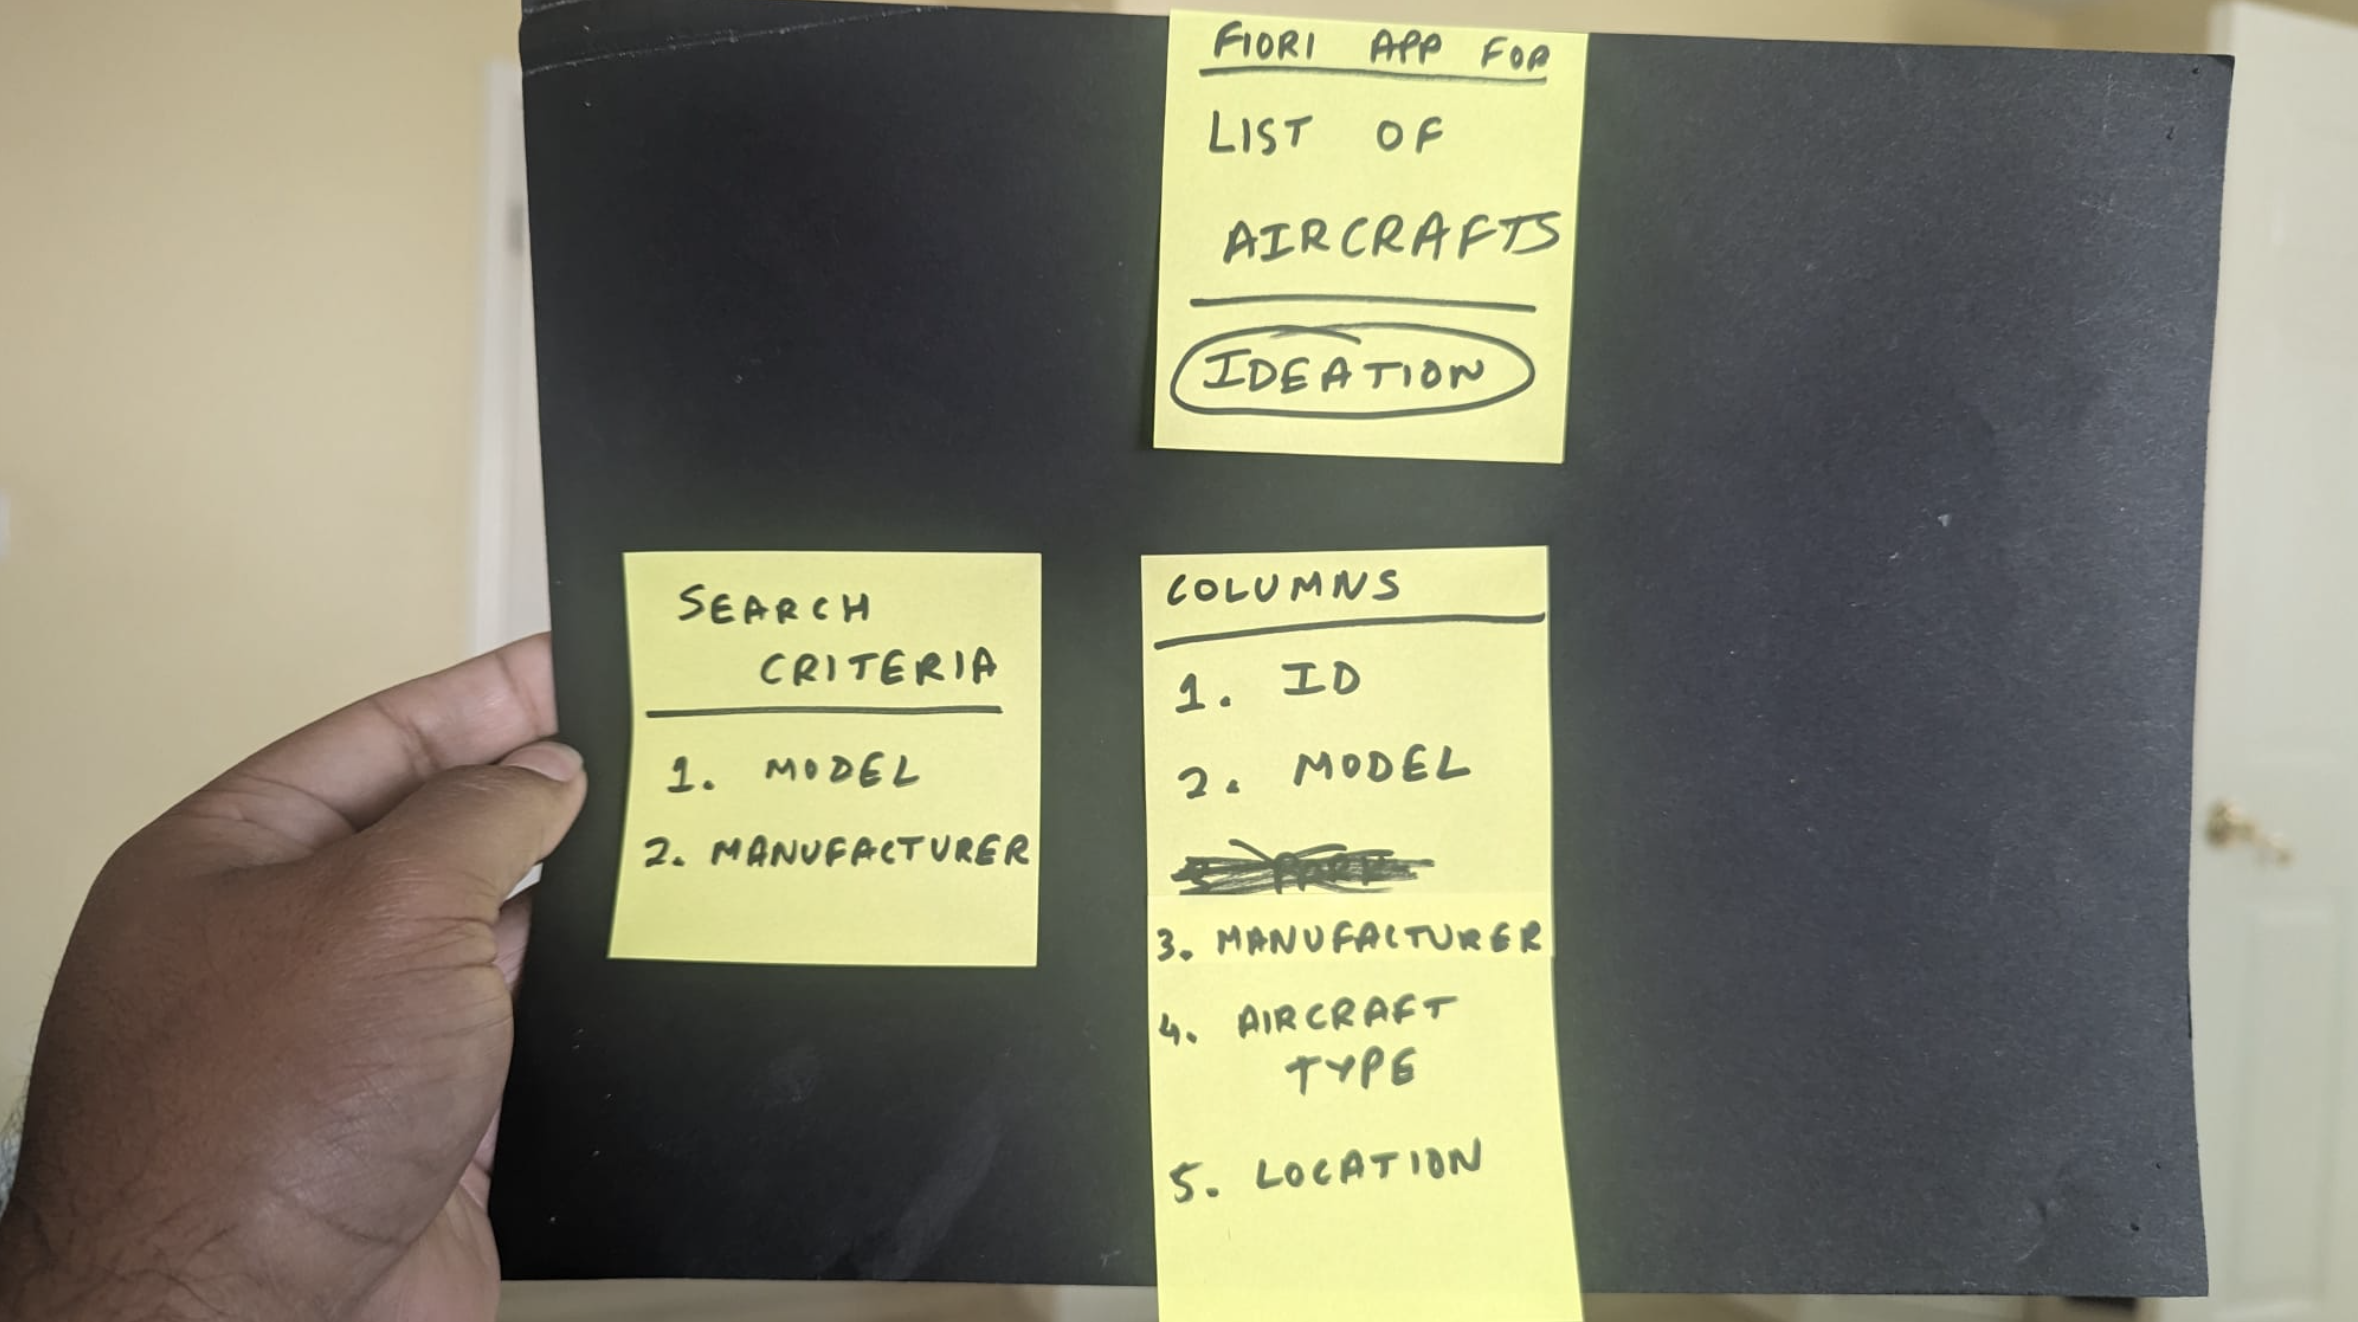 FIORI APP FOR
LIST OF
AIRCRAFTS
IDEATION
SEARCH
CRITERIA
1. MODEL
2. MANUFACTURER
COLUMNS
1. ID
2. MODEL
3. MANUFACTURER
4. AIRCRAFT
TYPE
5. LOCATION